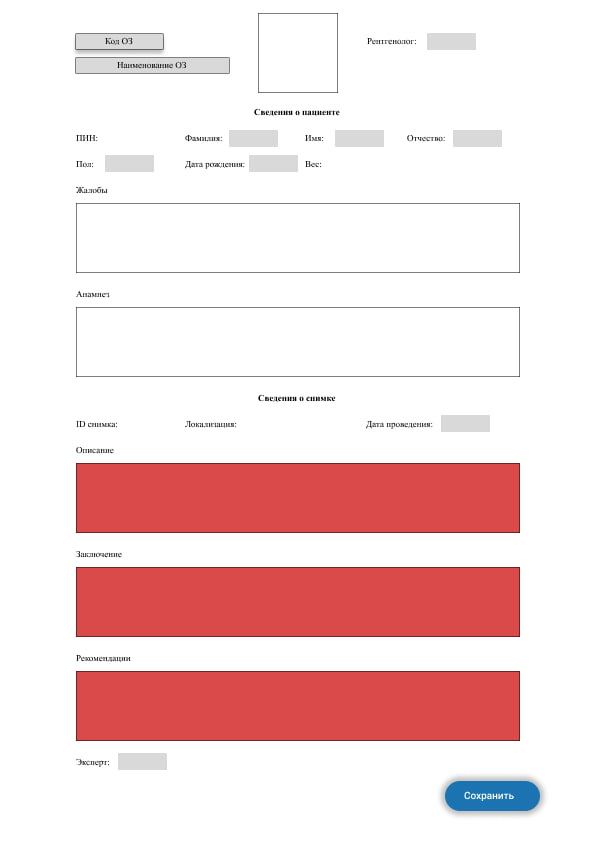 Код ОЗ
Рентгенолог:
Наименование ОЗ
Сведения о пациенте
ПИН: Фамилия: Имя: Отчество:
Пол: Дата рождения: Вес:
Жалобы
Анамнез
Сведения о снимке
ID снимка: Локализация: Дата проведения:
Описание
Заключение
Рекомендации
Эксперт:
Сохранить